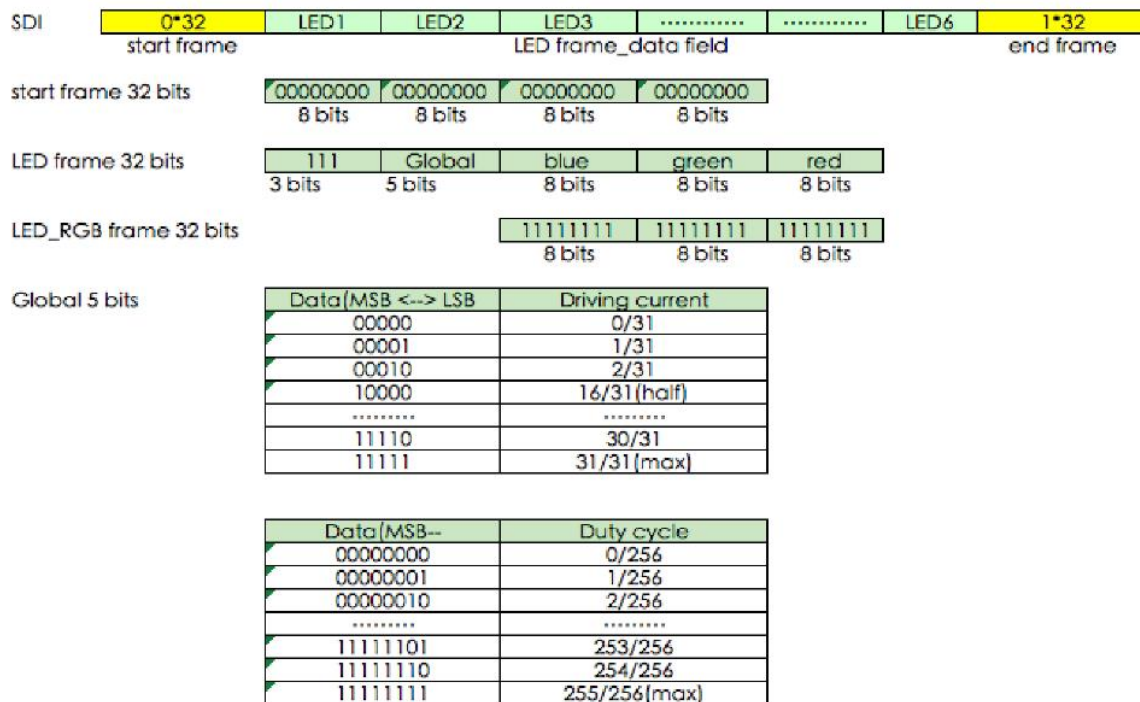 SDI 0*32 LED1 LED2 LED3 ············ ············ LED6 1*32
start frame LED frame_data field end frame
start frame 32 bits 00000000 00000000 00000000 00000000
8 bits 8 bits 8 bits 8 bits
LED frame 32 bits 111 Global blue green red
3 bits 5 bits 8 bits 8 bits 8 bits
LED_RGB frame 32 bits 11111111 11111111 11111111
8 bits 8 bits 8 bits
Global 5 bits Data(MSB <--> LSB Driving current
00000 0/31
00001 1/31
00010 2/31
10000 16/31(half)
········· ·········
11110 30/31
11111 31/31(max)
Data(MSB-- Duty cycle
00000000 0/256
00000001 1/256
00000010 2/256
········· ·········
11111101 253/256
11111110 254/256
11111111 255/256(max)